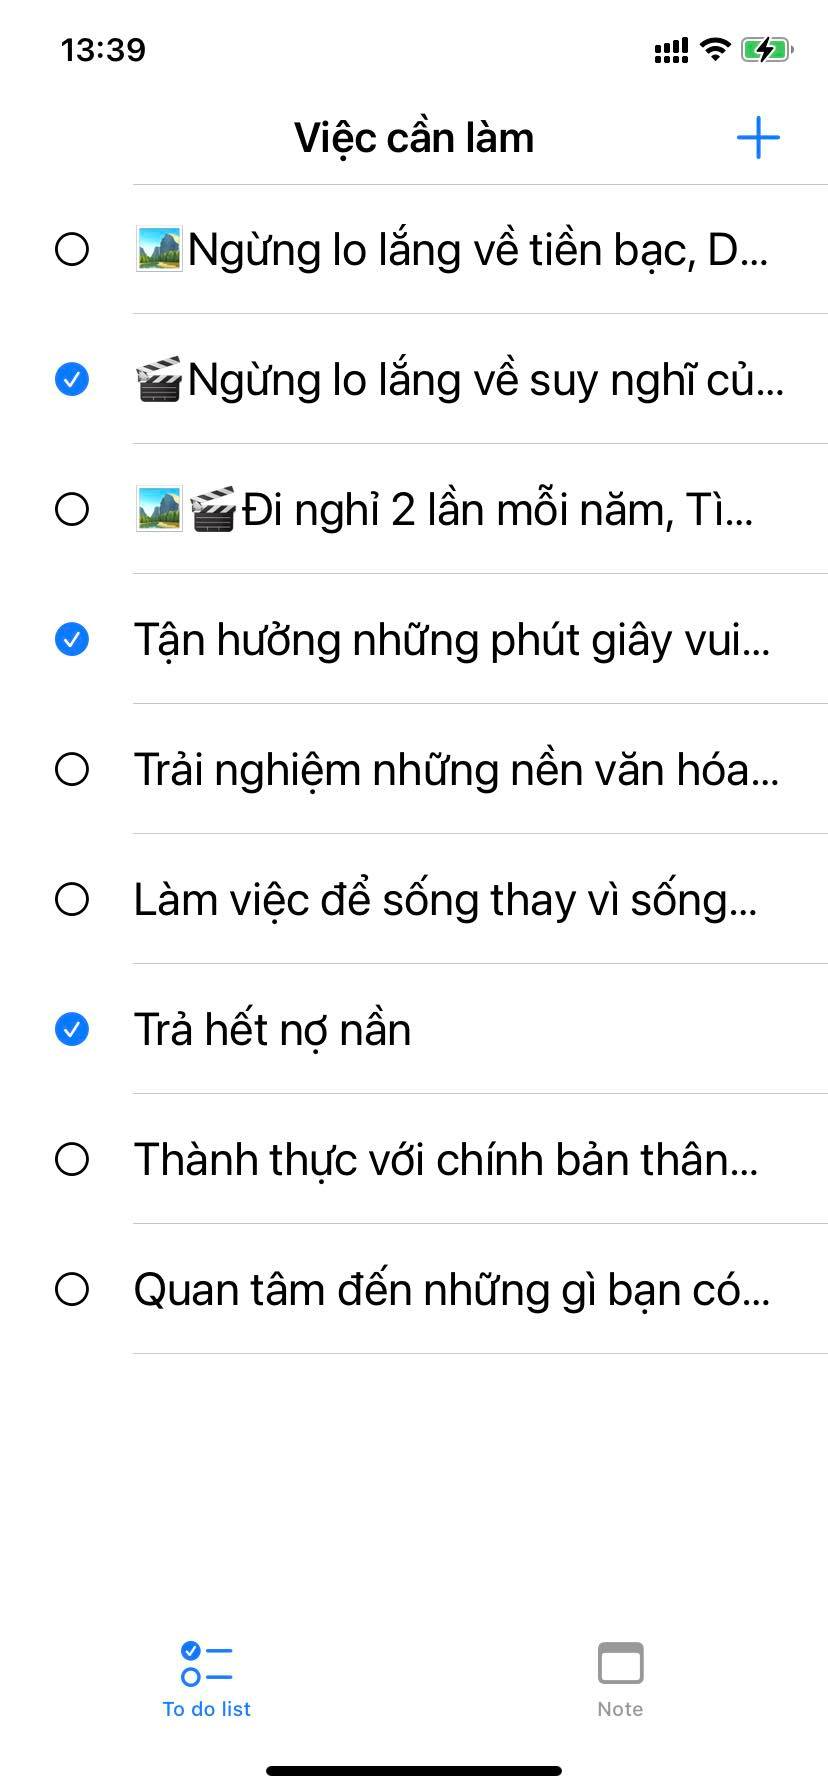 13:39
Việc cần làm
Ngừng lo lắng về tiền bạc, D...
Ngừng lo lắng về suy nghĩ củ...
Đi nghỉ 2 lần mỗi năm, Tì...
Tận hưởng những phút giây vui...
Trải nghiệm những nền văn hóa...
Làm việc để sống thay vì sống...
Trả hết nợ nần
Thành thực với chính bản thân...
Quan tâm đến những gì bạn có...
To do list
Note